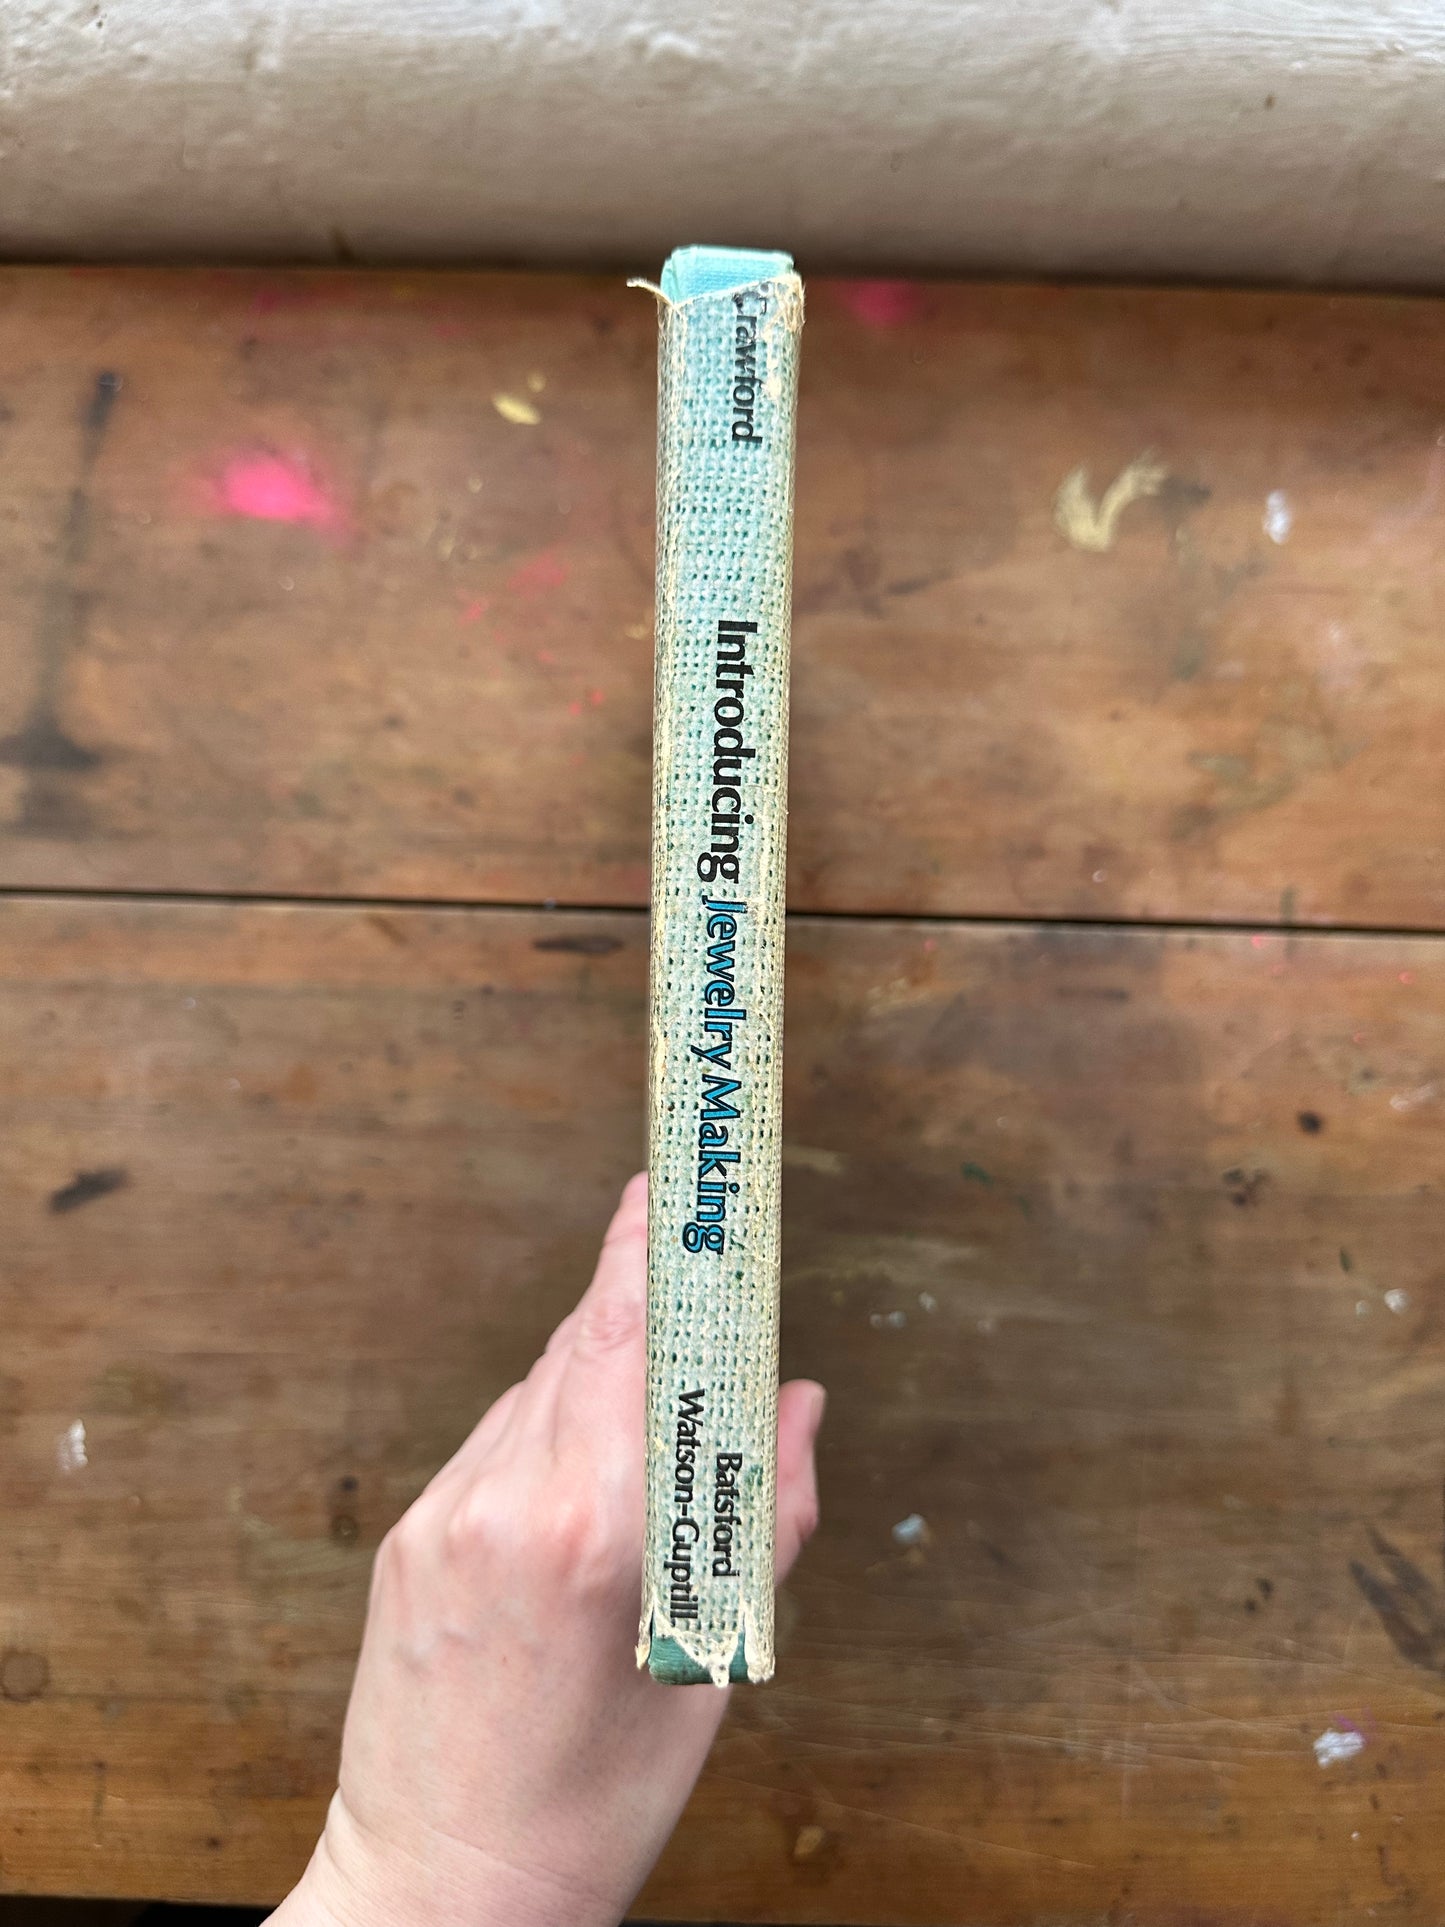 Crawford
Introducing Jewelry Making
Batsford
Watson-Guptill